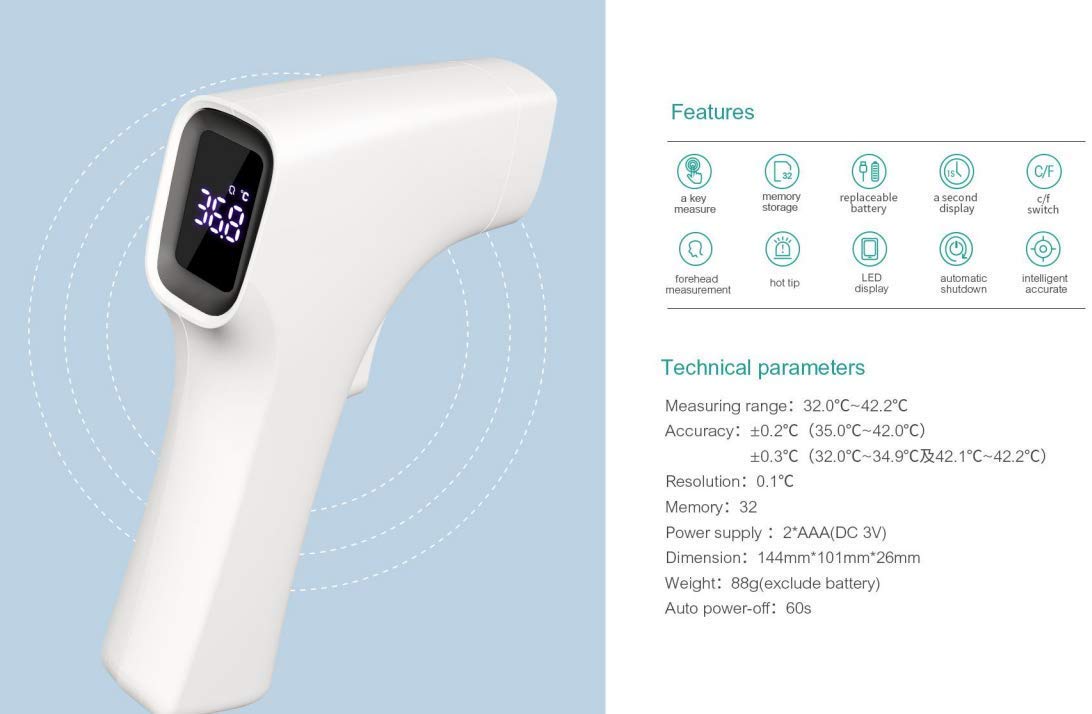 °C
36.8
Features
1S
32
C/F
a key
measure
memory
storage
replaceable
battery
a second
display
c/f
switch
forehead
measurement
hot tip
LED
display
automatic
shutdown
intelligent
accurate
Technical parameters
Measuring range：32.0℃~42.2℃
Accuracy：±0.2℃（35.0℃~42.0℃）
±0.3℃（32.0℃~34.9℃及42.1℃~42.2℃）
Resolution：0.1℃
Memory：32
Power supply ：2*AAA(DC 3V)
Dimension：144mm*101mm*26mm
Weight：88g(exclude battery)
Auto power-off：60s